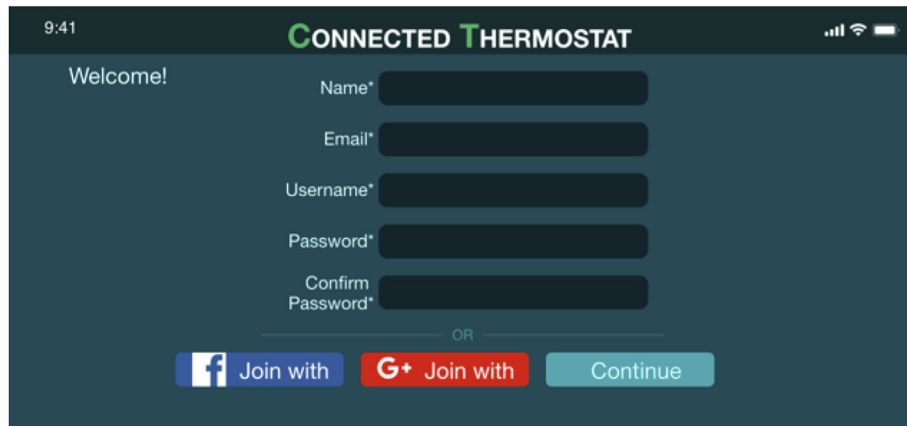 9:41
CONNECTED THERMOSTAT
Welcome!
Name*
Email*
Username*
Password*
Confirm
Password*
OR
f Join with
G+ Join with
Continue